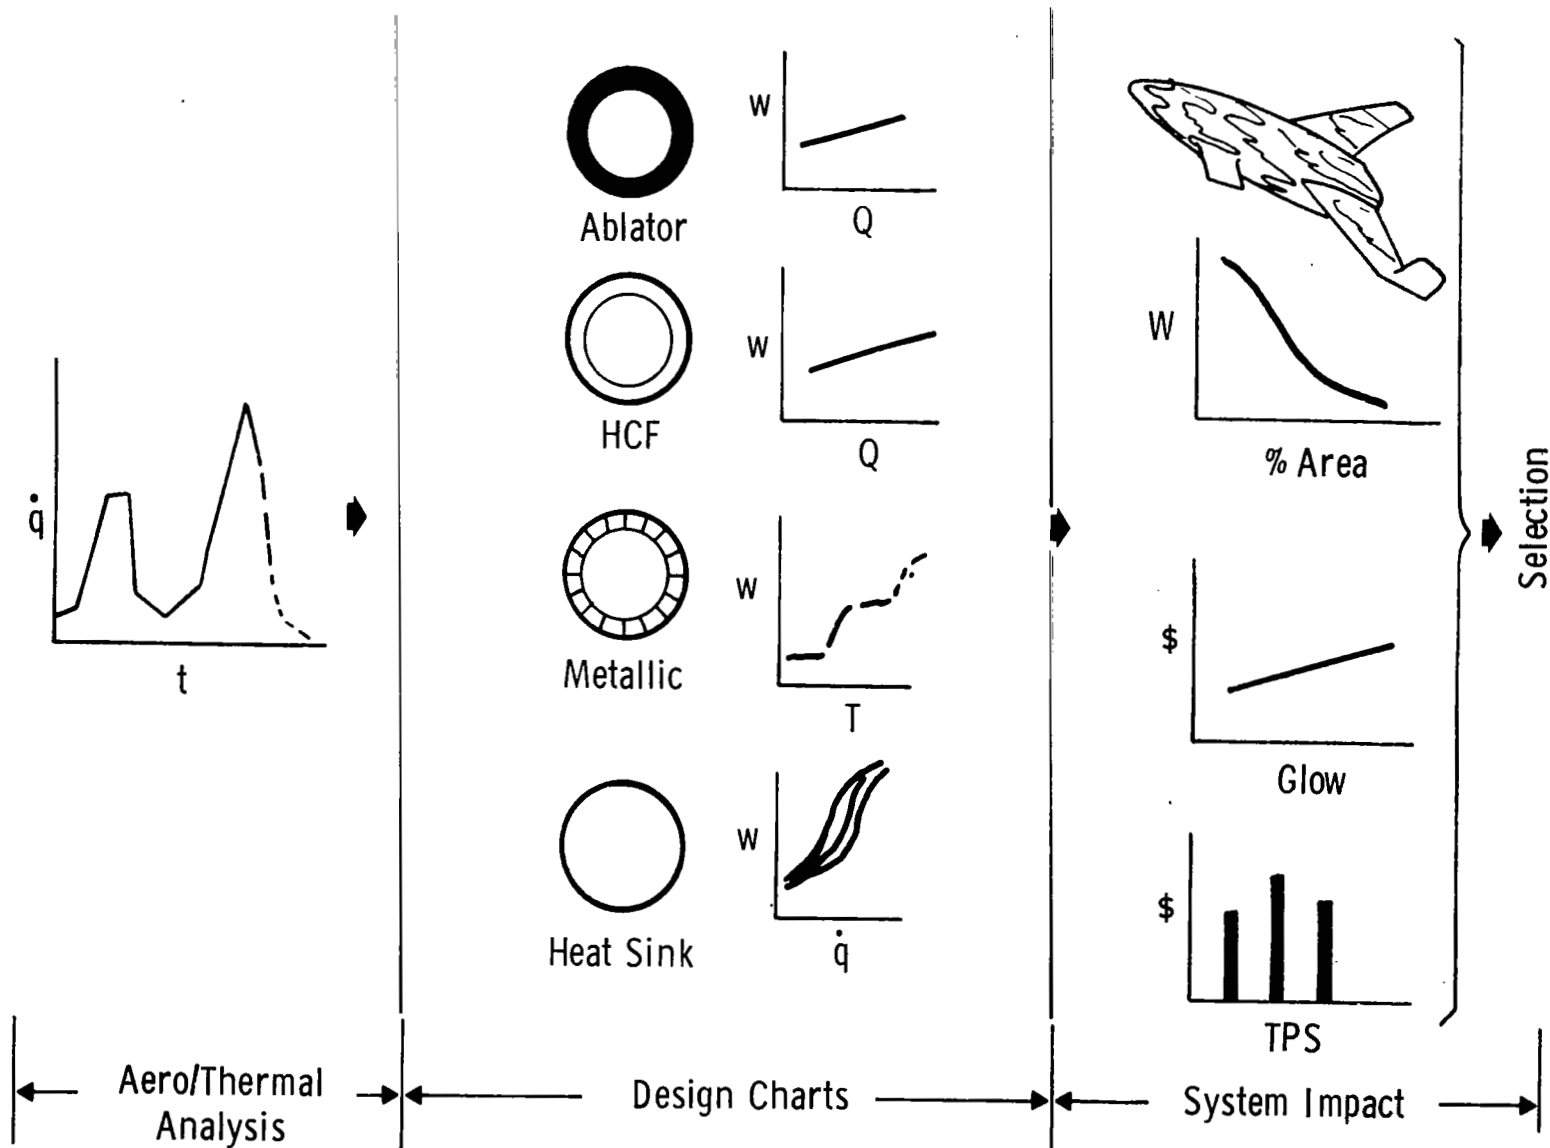 q̇
t
Ablator
w
Q
HCF
w
Q
Metallic
w
T
Heat Sink
w
q̇
W
% Area
$
Glow
$
TPS
Selection
Aero/Thermal
Analysis
Design Charts
System Impact